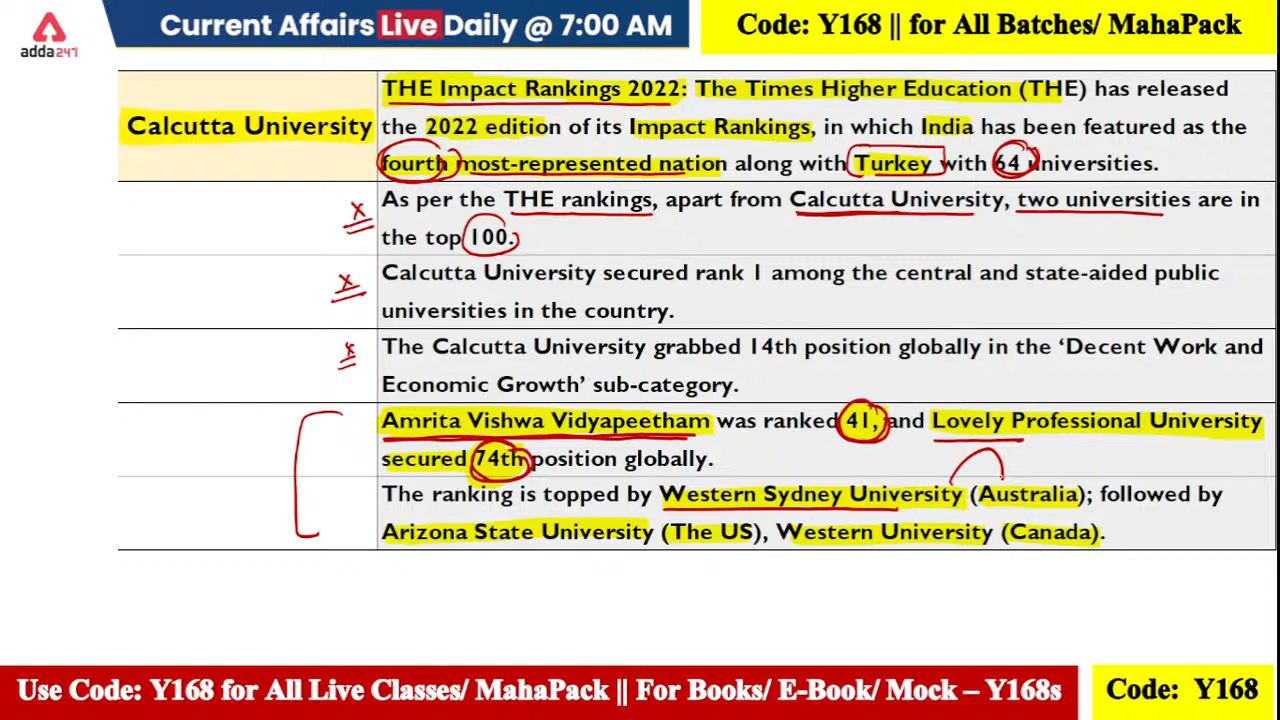 Current Affairs Live Daily @ 7:00 AM
Code: Y168 || for All Batches/ MahaPack
adda247
Calcutta University
THE Impact Rankings 2022: The Times Higher Education (THE) has released
the 2022 edition of its Impact Rankings, in which India has been featured as the
fourth most-represented nation along with Turkey with 64 universities.
As per the THE rankings, apart from Calcutta University, two universities are in
the top 100.
Calcutta University secured rank 1 among the central and state-aided public
universities in the country.
The Calcutta University grabbed 14th position globally in the ‘Decent Work and
Economic Growth’ sub-category.
Amrita Vishwa Vidyapeetham was ranked 41, and Lovely Professional University
secured 74th position globally.
The ranking is topped by Western Sydney University (Australia); followed by
Arizona State University (The US), Western University (Canada).
Use Code: Y168 for All Live Classes/ MahaPack || For Books/ E-Book/ Mock – Y168s
Code: Y168